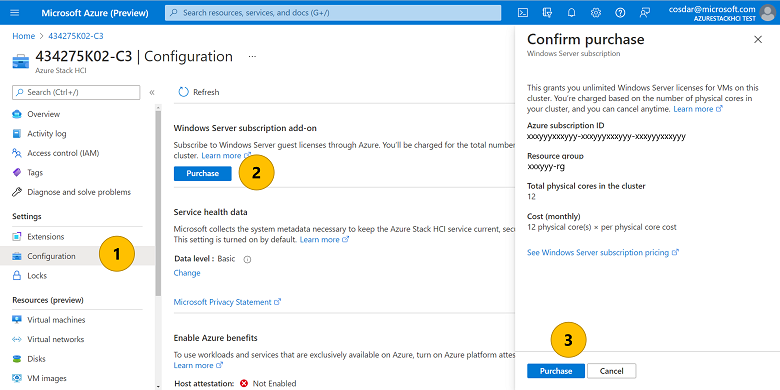 Microsoft Azure (Preview)
Search resources, services, and docs (G+/)
cosdar@microsoft.com
AZURESTACKHCI TEST
Home > 434275K02-C3
434275K02-C3 | Configuration ...
Azure Stack HCI
Search (Ctrl+/)
«
Overview
Activity log
Access control (IAM)
Tags
Diagnose and solve problems
Settings
Extensions
Configuration
1
Locks
Resources (preview)
Virtual machines
Virtual networks
Disks
VM images
Refresh
Windows Server subscription add-on
Subscribe to Windows Server guest licenses through Azure. You'll be charged for the total number
cluster. Learn more
Purchase
2
Service health data
Microsoft collects the system metadata necessary to keep the Azure Stack HCI service current, sec
This setting is turned on by default. Learn more
Data level : Basic
Change
Microsoft Privacy Statement
Enable Azure benefits
To use workloads and services that are exclusively available on Azure, turn on Azure platform attes
Host attestation: Not Enabled
Confirm purchase
Windows Server subscription
This grants you unlimited Windows Server licenses for VMs on this
cluster. You're charged based on the number of physical cores in
your cluster, and you can cancel anytime. Learn more
Azure subscription ID
xxxyyyxxxyyy-xxxyyyxxxyyy-xxxyyyxxxyyy
Resource group
xxxyyy-rg
Total physical cores in the cluster
12
Cost (monthly)
12 physical core(s) × per physical core cost
See Windows Server subscription pricing
3
Purchase
Cancel